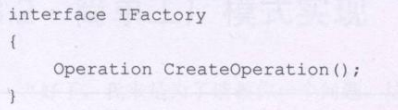 interface IFactory
{
    Operation CreateOperation();
}